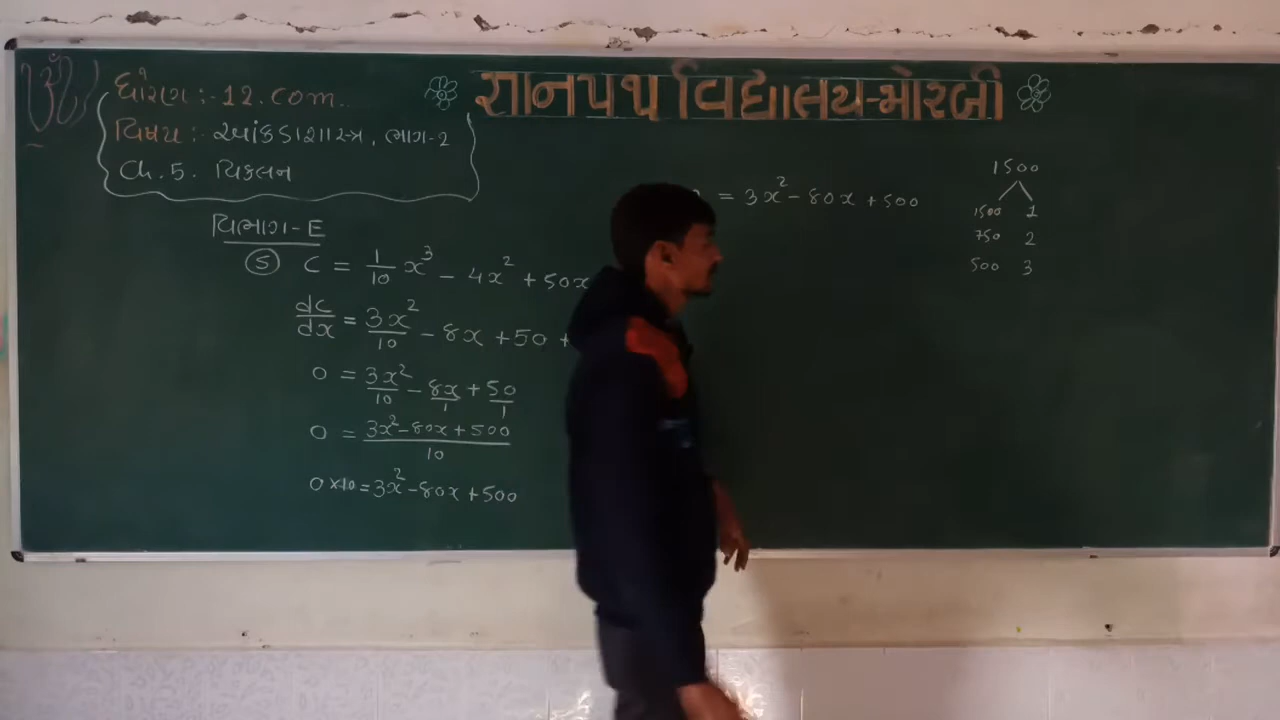 ધોરણ :- 12. com.
વિષય :- આંકડાશાસ્ત્ર, ભાગ-2
Ch. 5. વિકલન
જ્ઞાનપથ વિદ્યાલય-મોરબી
વિભાગ-E
(5) C = 1/10 x³ - 4x² + 50x
dc/dx = 3x²/10 - 8x + 50 +
0 = 3x²/10 - 8x/1 + 50/1
0 = 3x²-80x+500/10
0×10=3x²-80x+500
= 3x²-80x+500
1500
1500 1
750 2
500 3